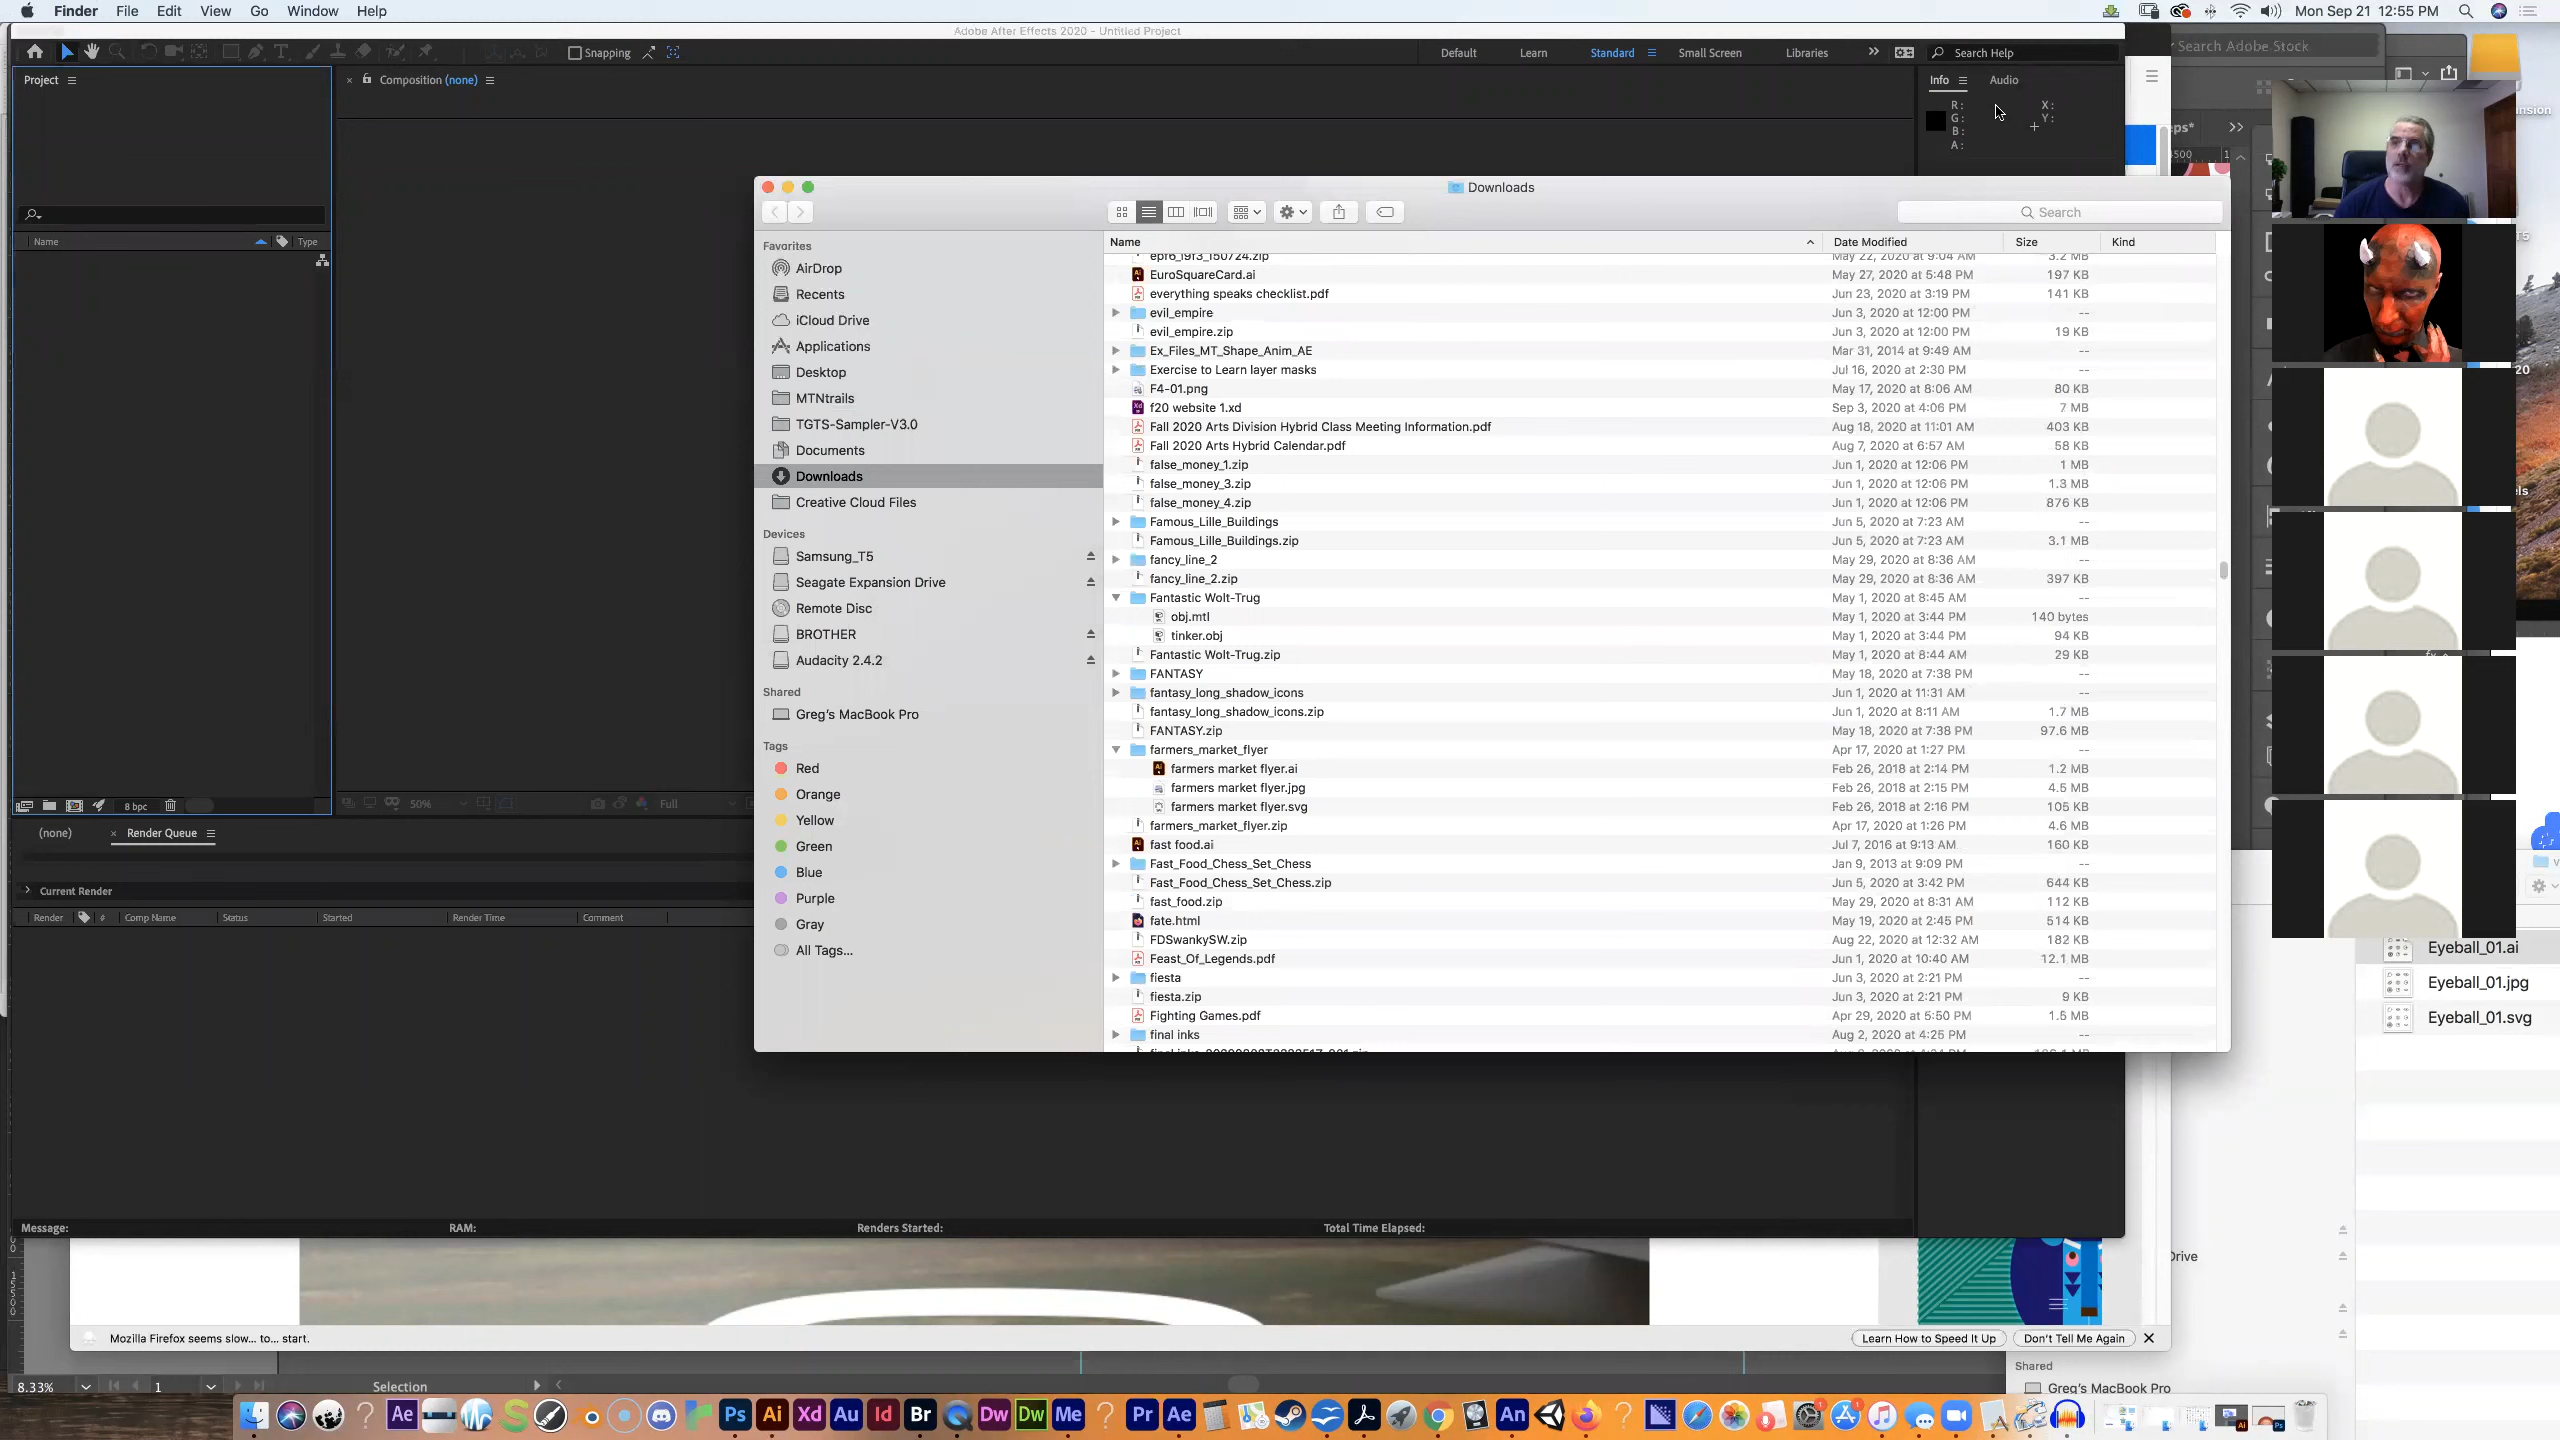 Finder File Edit View Go Window Help Mon Sep 21 12:55 PM
Adobe After Effects 2020 - Untitled Project
Snapping Default Learn Standard Small Screen Libraries Search Help
Search Adobe Stock
Project Composition (none) Info Audio
R: X:
G: Y:
B:
A:
Name Type
8 bpc 50% Full
(none) Render Queue
Current Render
Render # Comp Name Status Started Render Time Comment
Message: RAM: Renders Started: Total Time Elapsed:
Downloads
Search
Favorites
AirDrop
Recents
iCloud Drive
Applications
Desktop
MTNtrails
TGTS-Sampler-V3.0
Documents
Downloads
Creative Cloud Files
Devices
Samsung_T5
Seagate Expansion Drive
Remote Disc
BROTHER
Audacity 2.4.2
Shared
Greg's MacBook Pro
Tags
Red
Orange
Yellow
Green
Blue
Purple
Gray
All Tags...
Name Date Modified Size Kind
epf6_i9f3_150724.zip May 22, 2020 at 9:04 AM 3.2 MB
EuroSquareCard.ai May 27, 2020 at 5:48 PM 197 KB
everything speaks checklist.pdf Jun 23, 2020 at 3:19 PM 141 KB
evil_empire Jun 3, 2020 at 12:00 PM --
evil_empire.zip Jun 3, 2020 at 12:00 PM 19 KB
Ex_Files_MT_Shape_Anim_AE Mar 31, 2014 at 9:49 AM --
Exercise to Learn layer masks Jul 16, 2020 at 2:30 PM --
F4-01.png May 17, 2020 at 8:06 AM 80 KB
f20 website 1.xd Sep 3, 2020 at 4:06 PM 7 MB
Fall 2020 Arts Division Hybrid Class Meeting Information.pdf Aug 18, 2020 at 11:01 AM 403 KB
Fall 2020 Arts Hybrid Calendar.pdf Aug 7, 2020 at 6:57 AM 58 KB
false_money_1.zip Jun 1, 2020 at 12:06 PM 1 MB
false_money_3.zip Jun 1, 2020 at 12:06 PM 1.3 MB
false_money_4.zip Jun 1, 2020 at 12:06 PM 876 KB
Famous_Lille_Buildings Jun 5, 2020 at 7:23 AM --
Famous_Lille_Buildings.zip Jun 5, 2020 at 7:23 AM 3.1 MB
fancy_line_2 May 29, 2020 at 8:36 AM --
fancy_line_2.zip May 29, 2020 at 8:36 AM 397 KB
Fantastic Wolt-Trug May 1, 2020 at 8:45 AM --
obj.mtl May 1, 2020 at 3:44 PM 140 bytes
tinker.obj May 1, 2020 at 3:44 PM 94 KB
Fantastic Wolt-Trug.zip May 1, 2020 at 8:44 AM 29 KB
FANTASY May 18, 2020 at 7:38 PM --
fantasy_long_shadow_icons Jun 1, 2020 at 11:31 AM --
fantasy_long_shadow_icons.zip Jun 1, 2020 at 8:11 AM 1.7 MB
FANTASY.zip May 18, 2020 at 7:38 PM 97.6 MB
farmers_market_flyer Apr 17, 2020 at 1:27 PM --
farmers market flyer.ai Feb 26, 2018 at 2:14 PM 1.2 MB
farmers market flyer.jpg Feb 26, 2018 at 2:15 PM 4.5 MB
farmers market flyer.svg Feb 26, 2018 at 2:16 PM 105 KB
farmers_market_flyer.zip Apr 17, 2020 at 1:26 PM 4.6 MB
fast food.ai Jul 7, 2016 at 9:13 AM 160 KB
Fast_Food_Chess_Set_Chess Jan 9, 2013 at 9:09 PM --
Fast_Food_Chess_Set_Chess.zip Jun 5, 2020 at 3:42 PM 644 KB
fast_food.zip May 29, 2020 at 8:31 AM 112 KB
fate.html May 19, 2020 at 2:45 PM 514 KB
FDSwankySW.zip Aug 22, 2020 at 12:32 AM 182 KB
Feast_Of_Legends.pdf Jun 1, 2020 at 10:40 AM 12.1 MB
fiesta Jun 3, 2020 at 2:21 PM --
fiesta.zip Jun 3, 2020 at 2:21 PM 9 KB
Fighting Games.pdf Apr 29, 2020 at 5:50 PM 1.5 MB
final inks Aug 2, 2020 at 4:25 PM --
Eyeball_01.ai
Eyeball_01.jpg
Eyeball_01.svg
Drive
Mozilla Firefox seems slow... to... start. Learn How to Speed It Up Don't Tell Me Again
Shared
Greg's MacBook Pro
8.33% 1 Selection
Ae Ps Ai Xd Au Id Br Dw Dw Me Pr Ae An